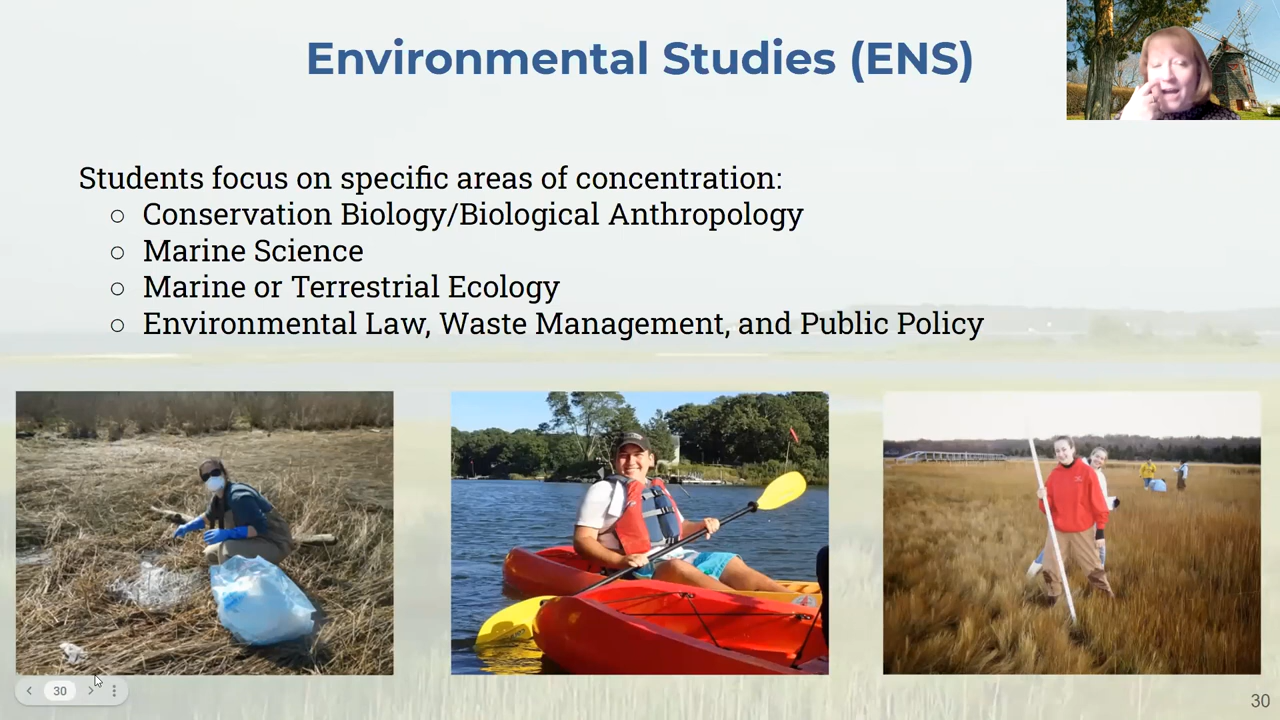 Environmental Studies (ENS)
Students focus on specific areas of concentration:
○ Conservation Biology/Biological Anthropology
○ Marine Science
○ Marine or Terrestrial Ecology
○ Environmental Law, Waste Management, and Public Policy
30
30